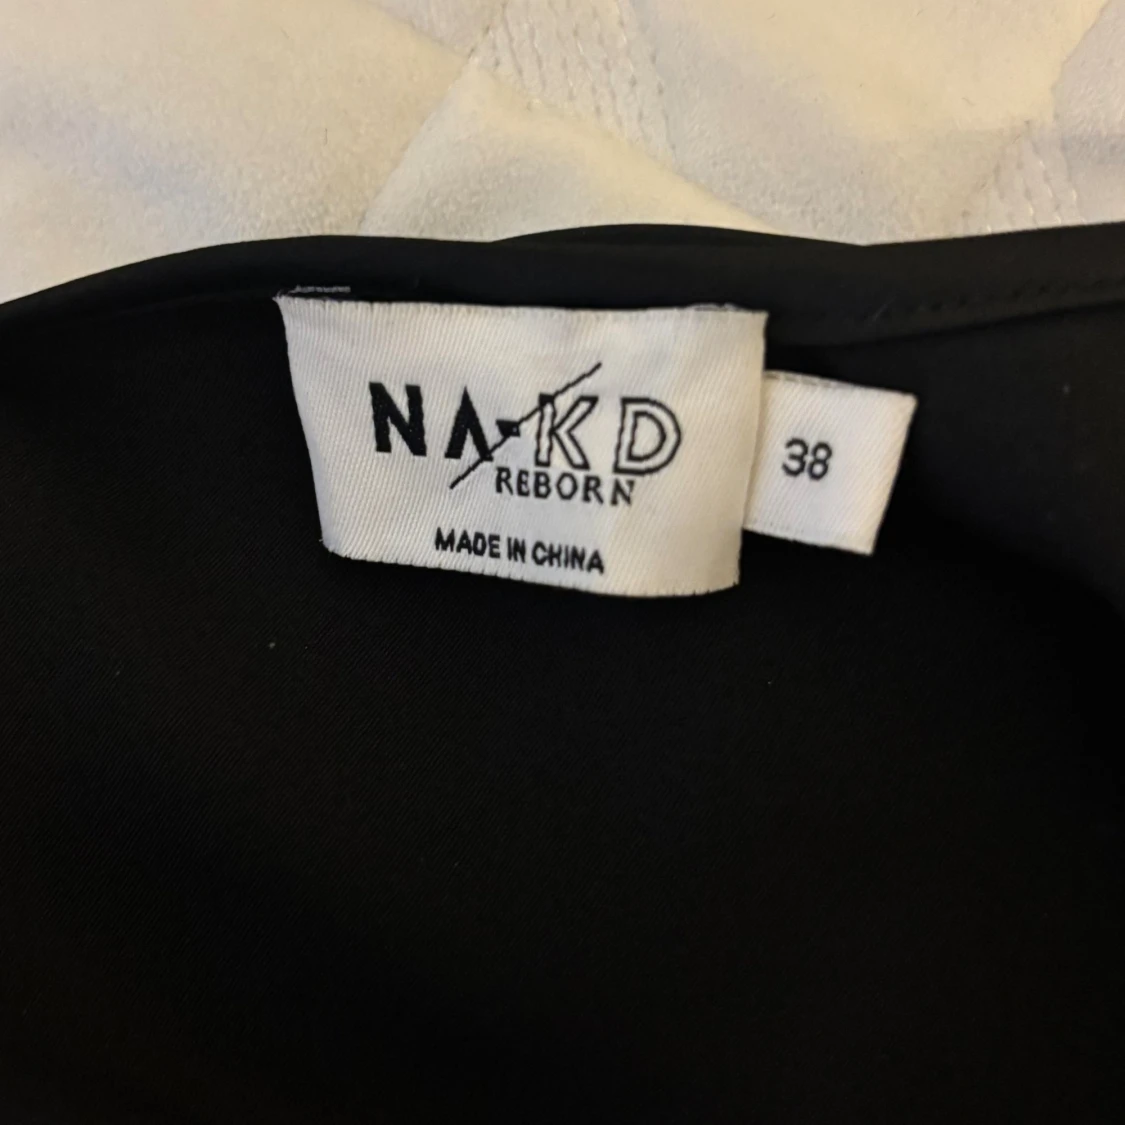 NA-KD
REBORN
MADE IN CHINA
38